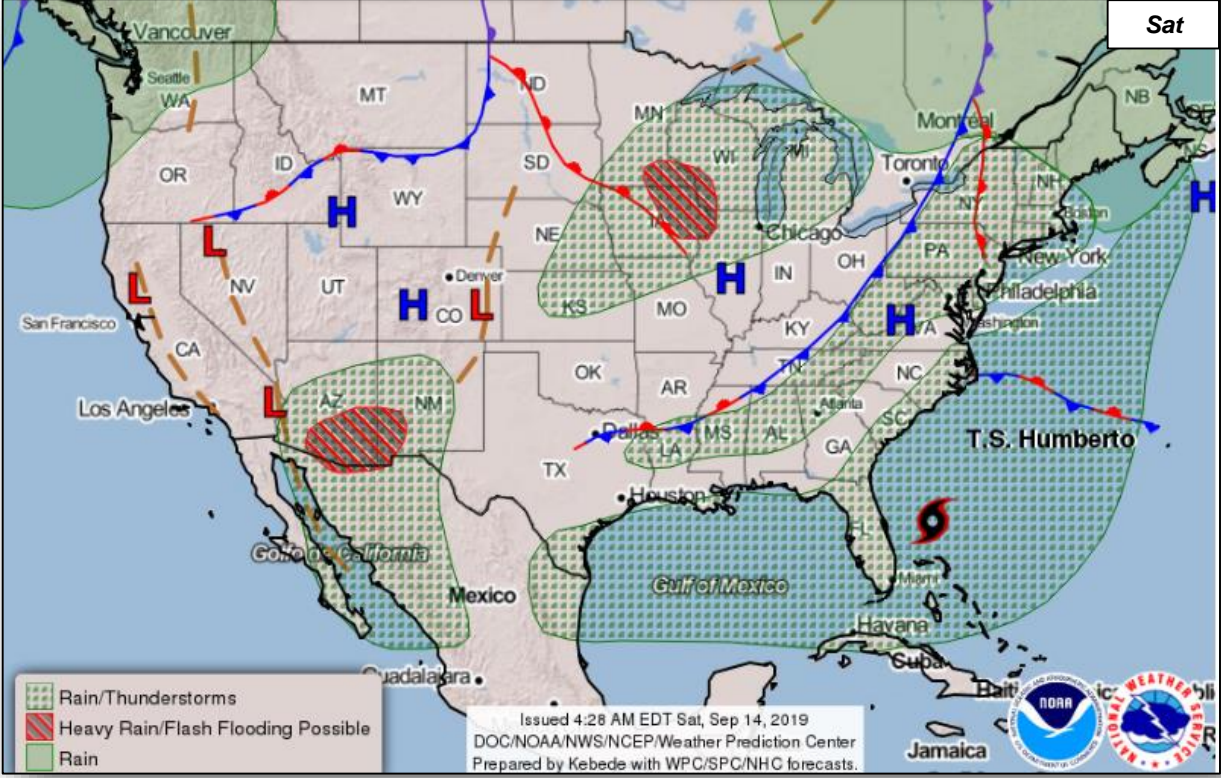 Sat
Vancouver
Seattle
WA
MT
ND
MN
Montréal
NB
OR
ID
WY
SD
WI
MI
Toronto
NY
NH
Boston
H
H
L
NE
IA
Chicago
PA
New York
NV
UT
Denver
H
CO
L
KS
MO
H
IN
OH
Philadelphia
L
San Francisco
CA
KY
H
VA
Washington
OK
AR
TN
NC
Los Angeles
L
AZ
NM
Dallas
LA
MS
AL
Atlanta
GA
SC
T.S. Humberto
TX
Houston
FL
Golfo de California
Mexico
Gulf of Mexico
Miami
Havana
Cuba
Guadalajara
Jamaica
Rain/Thunderstorms
Heavy Rain/Flash Flooding Possible
Rain
Issued 4:28 AM EDT Sat, Sep 14, 2019
DOC/NOAA/NWS/NCEP/Weather Prediction Center
Prepared by Kebede with WPC/SPC/NHC forecasts.
NOAA
NATIONAL WEATHER SERVICE